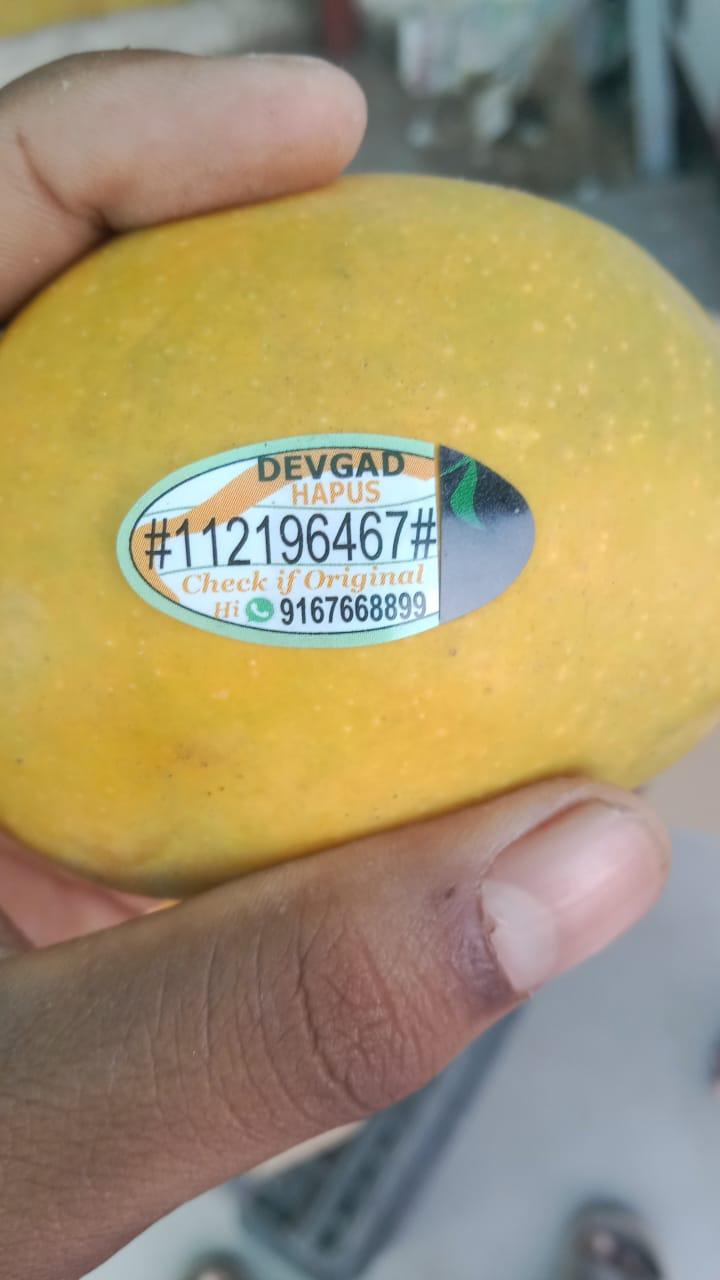 DEVGAD
HAPUS
#112196467#
Check if Original
Hi 9167668899